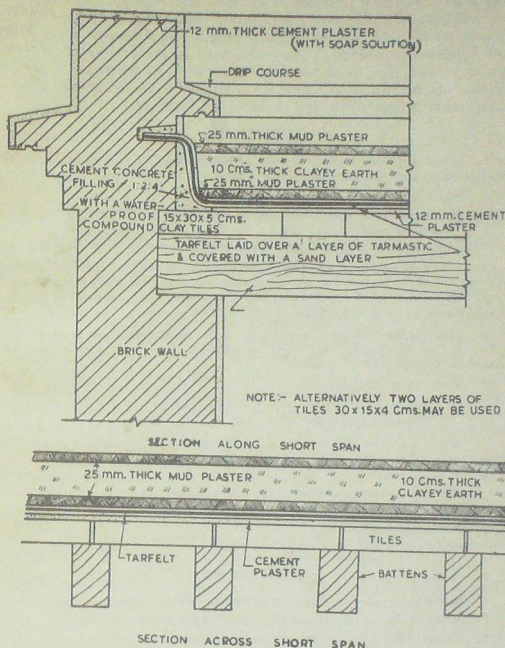 12 mm. THICK CEMENT PLASTER
(WITH SOAP SOLUTION)
DRIP COURSE
25 mm. THICK MUD PLASTER
10 Cms. THICK CLAYEY EARTH
25 mm. MUD PLASTER
CEMENT CONCRETE
FILLING 1:2:4
WITH A WATER-
PROOF
COMPOUND
15x30x5 Cms.
CLAY TILES
12 mm. CEMENT
PLASTER
TARFELT LAID OVER A LAYER OF TARMASTIC
& COVERED WITH A SAND LAYER
BRICK WALL
NOTE:- ALTERNATIVELY TWO LAYERS OF
TILES 30x15x4 Cms. MAY BE USED
SECTION ALONG SHORT SPAN
25 mm. THICK MUD PLASTER
10 Cms. THICK
CLAYEY EARTH
TARFELT
CEMENT
PLASTER
TILES
BATTENS
SECTION ACROSS SHORT SPAN